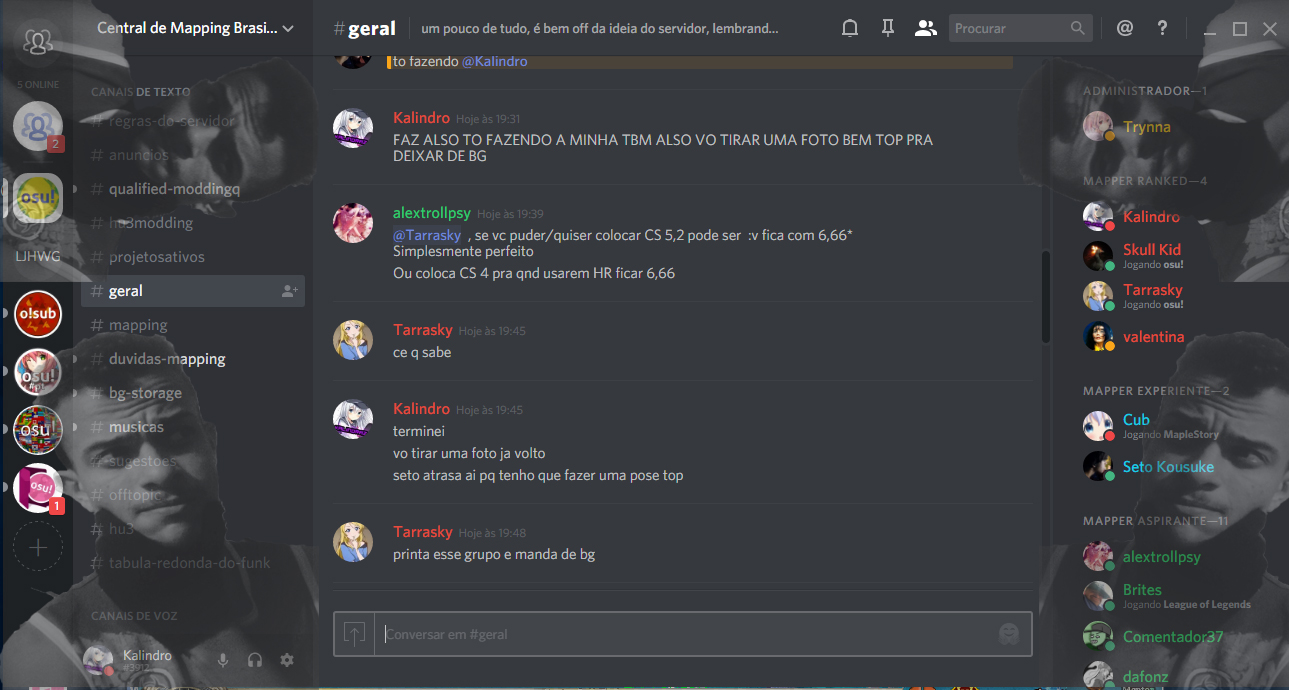 Central de Mapping Brasi...
#geral
um pouco de tudo, é bem off da ideia do servidor, lembrando...
Procurar
@
?
5 ONLINE
2
osu!
LJHWG
o!sub
osu!
#pt
osu!
osu!
1
CANAIS DE TEXTO
# regras-do-servidor
# anuncios
# qualified-moddingq
# hu3modding
# projetosativos
# geral
# mapping
# duvidas-mapping
# bg-storage
# musicas
# sugestoes
# offtopic
# hu3
# tabula-redonda-do-funk
CANAIS DE VOZ
Kalindro
#3912
to fazendo @Kalindro
Kalindro Hoje às 19:31
FAZ ALSO TO FAZENDO A MINHA TBM ALSO VO TIRAR UMA FOTO BEM TOP PRA
DEIXAR DE BG
alextrollpsy Hoje às 19:39
@Tarrasky , se vc puder/quiser colocar CS 5,2 pode ser :v fica com 6,66*
Simplesmente perfeito
Ou coloca CS 4 pra qnd usarem HR ficar 6,66
Tarrasky Hoje às 19:45
ce q sabe
Kalindro Hoje às 19:45
terminei
vo tirar uma foto ja volto
seto atrasa ai pq tenho que fazer uma pose top
Tarrasky Hoje às 19:48
printa esse grupo e manda de bg
Conversar em #geral
ADMINISTRADOR—1
Trynna
MAPPER RANKED—4
Kalindro
Skull Kid
Jogando osu!
Tarrasky
Jogando osu!
valentina
MAPPER EXPERIENTE—2
Cub
Jogando MapleStory
Seto Kousuke
MAPPER ASPIRANTE—11
alextrollpsy
Brites
Jogando League of Legends
Comentador37
dafonz